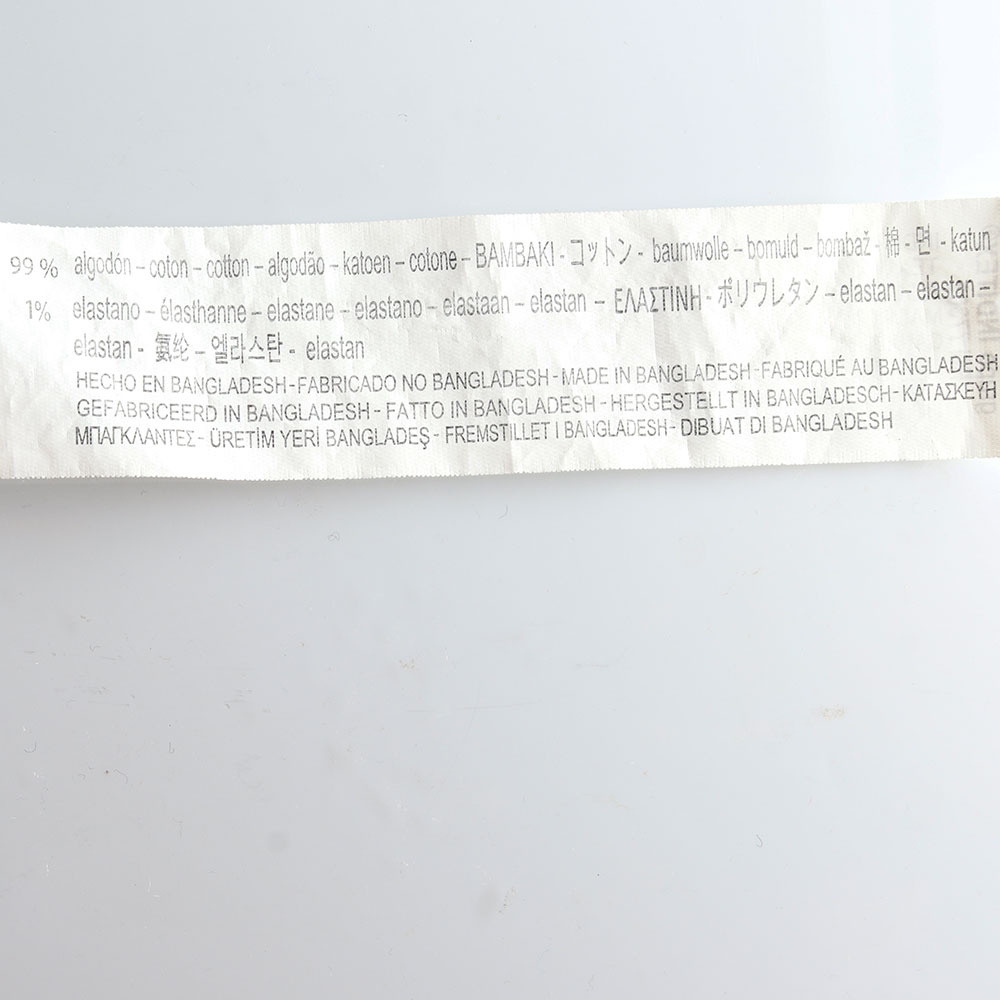 99 % algodón – coton – cotton – algodão – katoen – cotone – BAMBAKI - コットン - baumwolle – bomuld – bombaž - 棉 - 면 - katun
1% elastano – élasthanne – elastane – elastano – elastaan – elastan – ΕΛΑΣΤΙΝΗ - ポリウレタン – elastan – elastan –
elastan - 氨纶 – 엘라스탄 - elastan
HECHO EN BANGLADESH - FABRICADO NO BANGLADESH - MADE IN BANGLADESH - FABRIQUÉ AU BANGLADESH
GEFABRICEERD IN BANGLADESH - FATTO IN BANGLADESH - HERGESTELLT IN BANGLADESCH - ΚΑΤΑΣΚΕΥΗ
ΜΠΑΓΚΛΑΝΤΕΣ - ÜRETİM YERİ BANGLADEŞ - FREMSTILLET I BANGLADESH - DIBUAT DI BANGLADESH